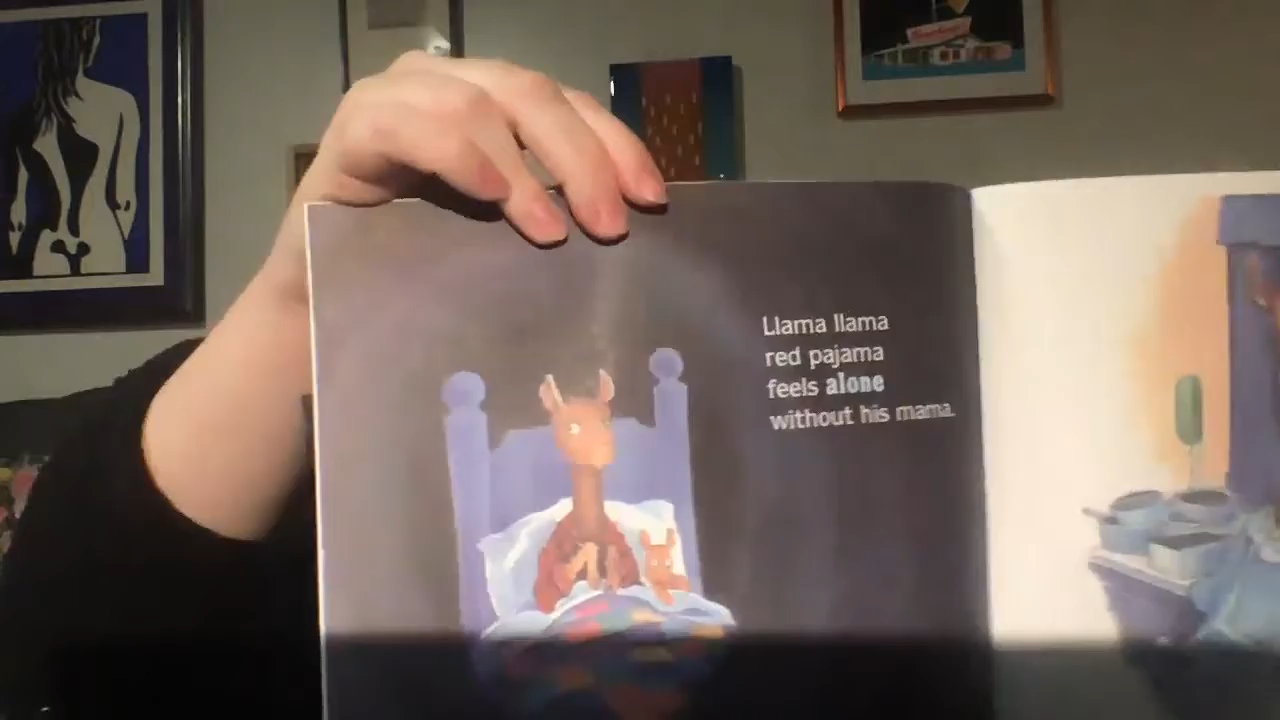 Llama llama
red pajama
feels alone
without his mama.